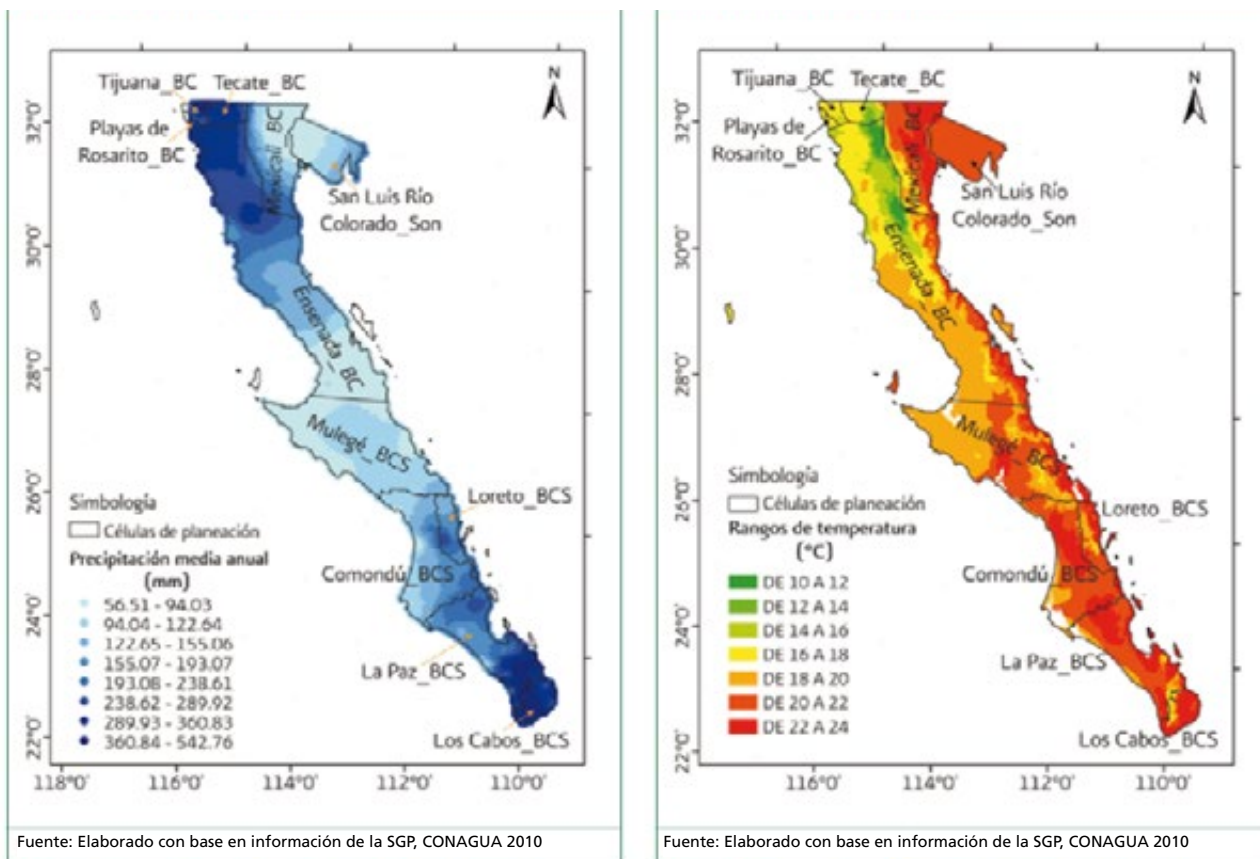 Tijuana_BC
Tecate_BC
N
Playas de
Rosarito_BC
Mexicali_BC
San Luis Río
Colorado_Son
Ensenada_BC
Mulegé_BCS
Loreto_BCS
Comondú_BCS
La Paz_BCS
Los Cabos_BCS
32°0'
30°0'
28°0'
26°0'
24°0'
22°0'
118°0'
116°0'
114°0'
112°0'
110°0'
Simbología
Células de planeación
Precipitación media anual
(mm)
56.51 - 94.03
94.04 - 122.64
122.65 - 155.06
155.07 - 193.07
193.08 - 238.61
238.62 - 289.92
289.93 - 360.83
360.84 - 542.76
Fuente: Elaborado con base en información de la SGP, CONAGUA 2010
Tijuana_BC
Tecate_BC
N
Playas de
Rosarito_BC
Mexicali_BC
San Luis Río
Colorado_Son
Ensenada_BC
Mulegé_BCS
Loreto_BCS
Comondú_BCS
La Paz_BCS
Los Cabos_BCS
32°0'
30°0'
28°0'
26°0'
24°0'
22°0'
116°0'
114°0'
112°0'
110°0'
Simbología
Células de planeación
Rangos de temperatura
(°C)
DE 10 A 12
DE 12 A 14
DE 14 A 16
DE 16 A 18
DE 18 A 20
DE 20 A 22
DE 22 A 24
Fuente: Elaborado con base en información de la SGP, CONAGUA 2010